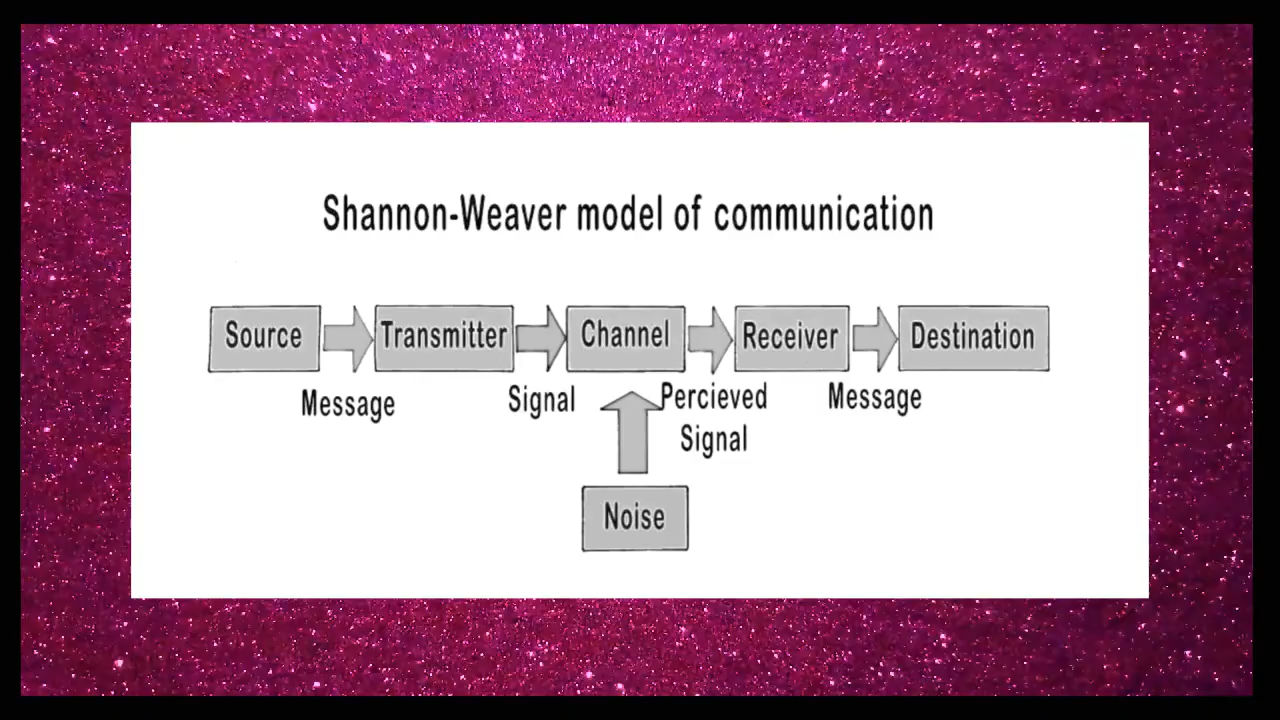 Shannon-Weaver model of communication
Source
Transmitter
Channel
Receiver
Destination
Message
Signal
Percieved
Signal
Message
Noise